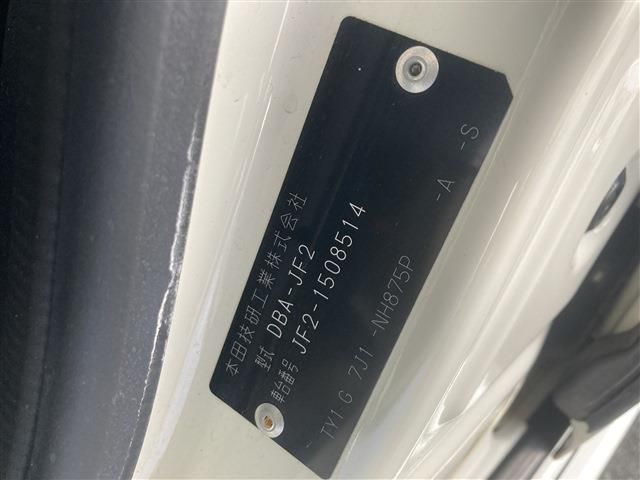 本田技研工業株式会社
型式 DBA-JF2
車台番号 JF2-1508514
- TY1 G 7J1 -NH875P -A -S